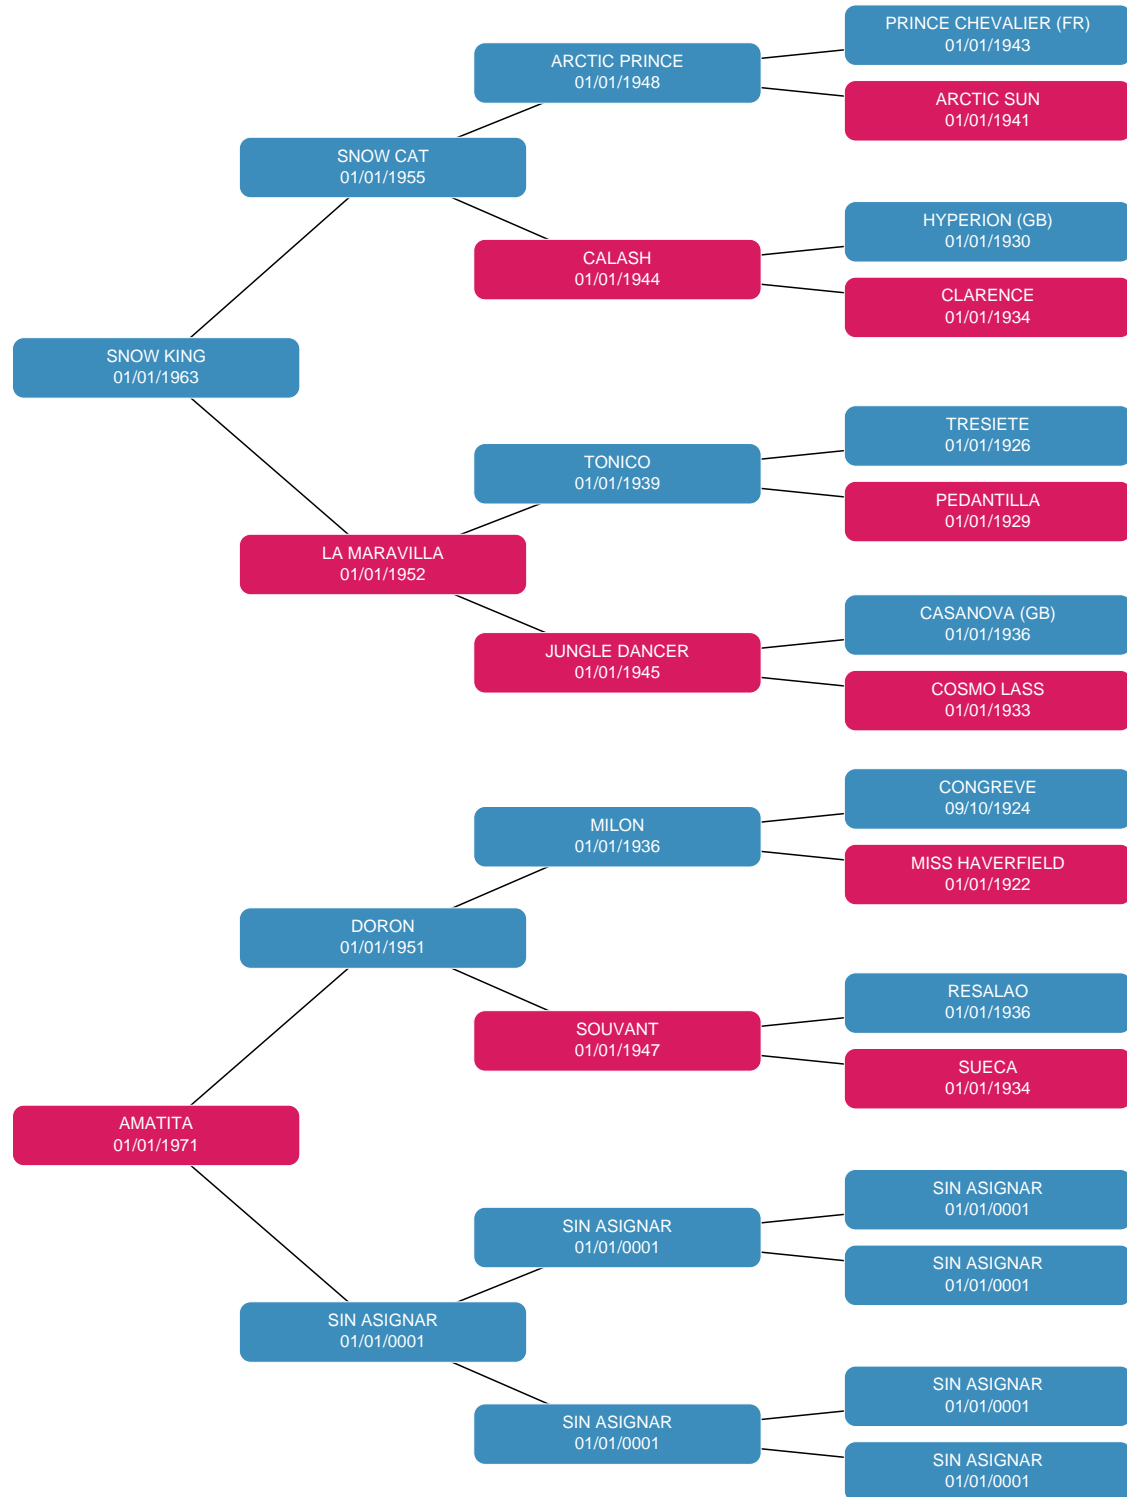 PRINCE CHEVALIER (FR)
01/01/1943
ARCTIC PRINCE
01/01/1948
ARCTIC SUN
01/01/1941
SNOW CAT
01/01/1955
HYPERION (GB)
01/01/1930
CALASH
01/01/1944
CLARENCE
01/01/1934
SNOW KING
01/01/1963
TRESIETE
01/01/1926
TONICO
01/01/1939
PEDANTILLA
01/01/1929
LA MARAVILLA
01/01/1952
CASANOVA (GB)
01/01/1936
JUNGLE DANCER
01/01/1945
COSMO LASS
01/01/1933
CONGREVE
09/10/1924
MILON
01/01/1936
MISS HAVERFIELD
01/01/1922
DORON
01/01/1951
RESALAO
01/01/1936
SOUVANT
01/01/1947
SUECA
01/01/1934
AMATITA
01/01/1971
SIN ASIGNAR
01/01/0001
SIN ASIGNAR
01/01/0001
SIN ASIGNAR
01/01/0001
SIN ASIGNAR
01/01/0001
SIN ASIGNAR
01/01/0001
SIN ASIGNAR
01/01/0001
SIN ASIGNAR
01/01/0001